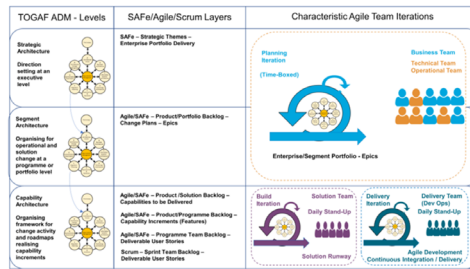 TOGAF ADM - Levels
SAFe/Agile/Scrum Layers
Characteristic Agile Team Iterations
Strategic
Architecture
Direction
setting at an
executive
level
SAFe – Strategic Themes –
Enterprise Portfolio Delivery
Planning
Iteration
(Time-Boxed)
Business Team
Technical Team
Operational Team
Enterprise/Segment Portfolio - Epics
Segment
Architecture
Organising for
operational and
solution
change at a
programme or
portfolio level
Agile/SAFe – Product/Portfolio Backlog –
Change Plans – Epics
Capability
Architecture
Organising
framework for
change activity
and roadmaps
realising
capability
increments
Agile/SAFe – Product /Solution Backlog –
Capabilities to be Delivered
Agile/SAFe – Product/Programme Backlog –
Capability Increments (Features)
Agile/SAFe – Programme Team Backlog –
Deliverable User Stories
Scrum – Sprint Team Backlog –
Deliverable User Stories
Build
Iteration
Solution Team
Daily Stand-Up
Solution Runway
Delivery
Iteration
Delivery Team
(Dev Ops)
Daily Stand-Up
Agile Development
Continuous Integration / Delivery